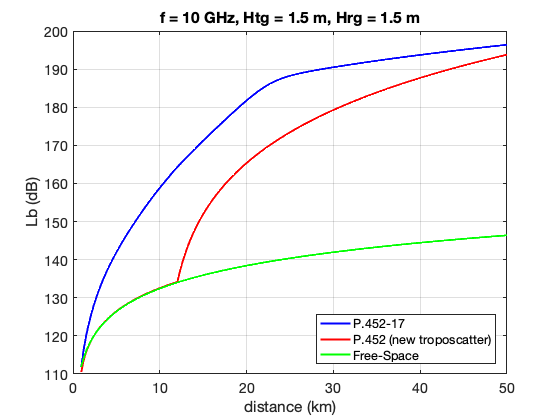 f = 10 GHz, Htg = 1.5 m, Hrg = 1.5 m
Lb (dB)
200
190
180
170
160
150
140
130
120
110
0
10
20
30
40
50
distance (km)
P.452-17
P.452 (new troposcatter)
Free-Space